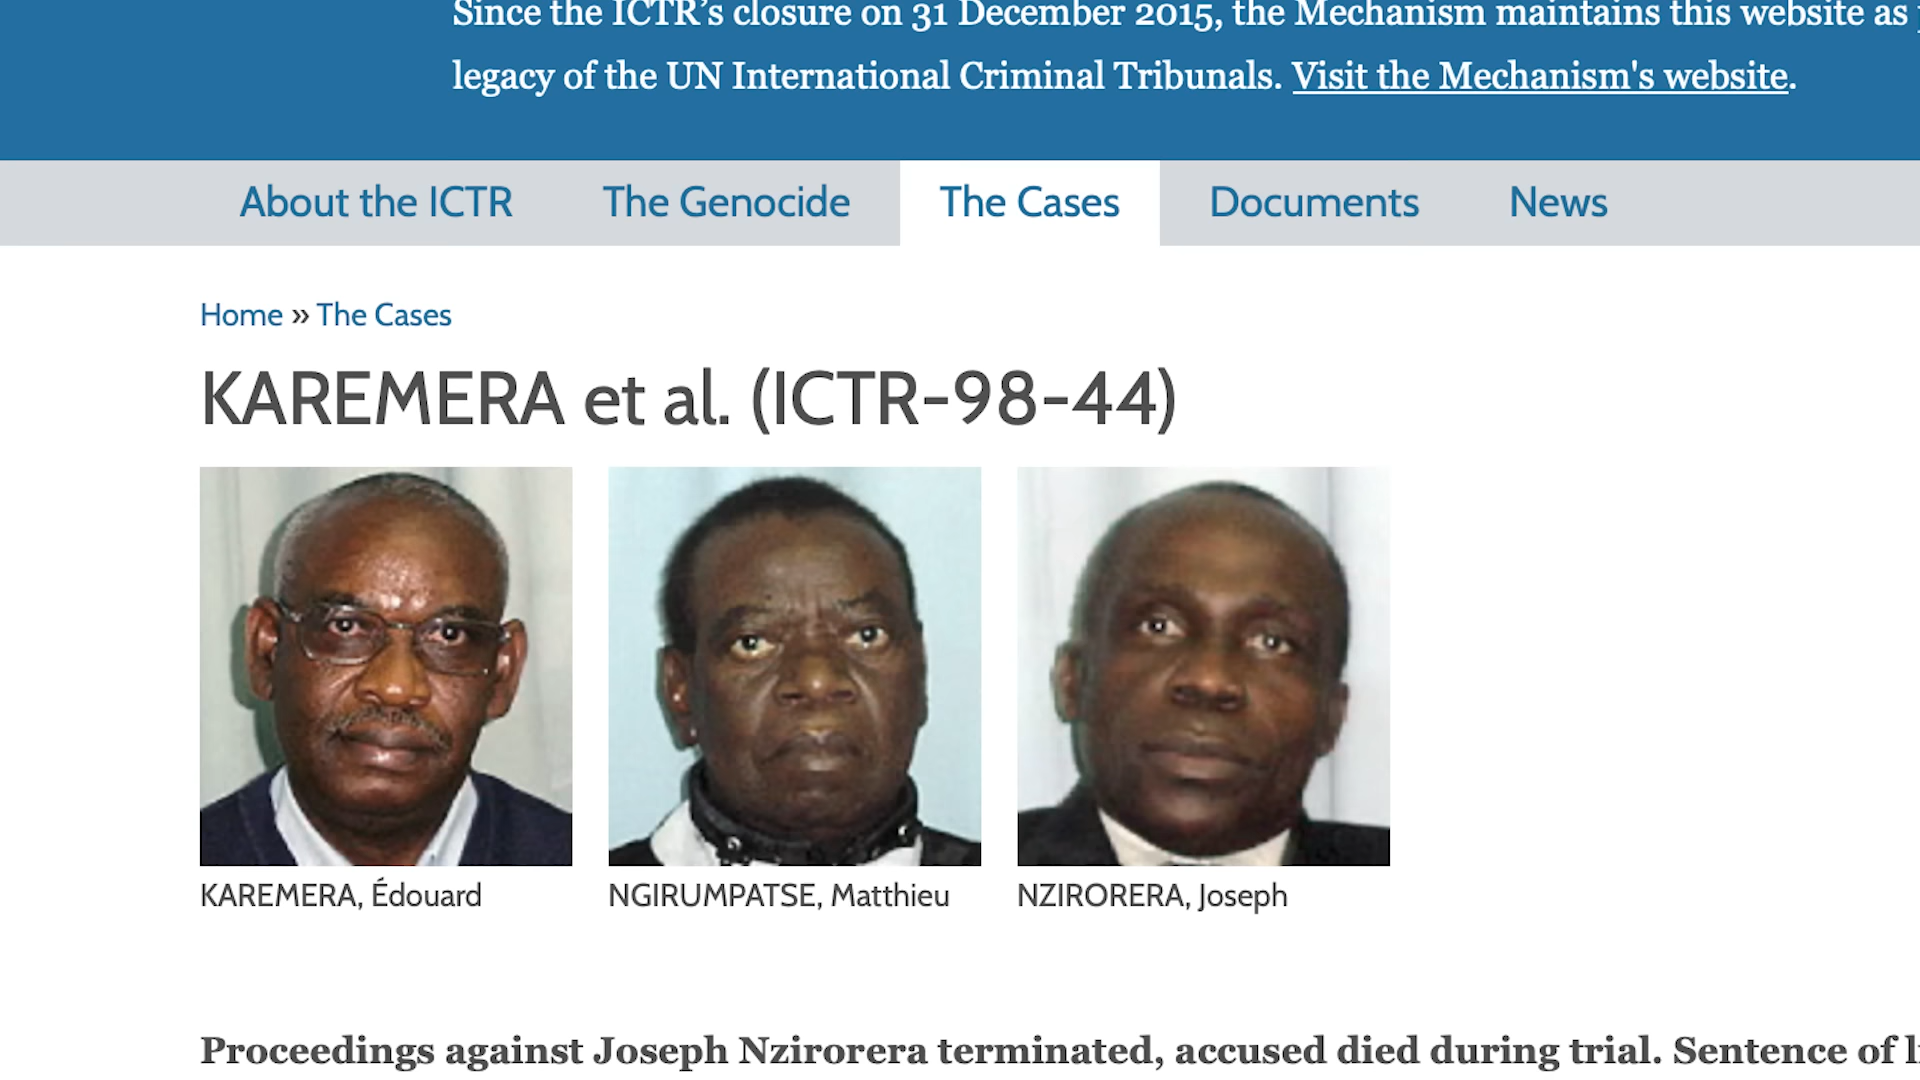 Since the ICTR’s closure on 31 December 2015, the Mechanism maintains this website as
legacy of the UN International Criminal Tribunals. Visit the Mechanism's website.
About the ICTR The Genocide The Cases Documents News
Home » The Cases
KAREMERA et al. (ICTR-98-44)
KAREMERA, Édouard NGIRUMPATSE, Matthieu NZIRORERA, Joseph
Proceedings against Joseph Nzirorera terminated, accused died during trial. Sentence of